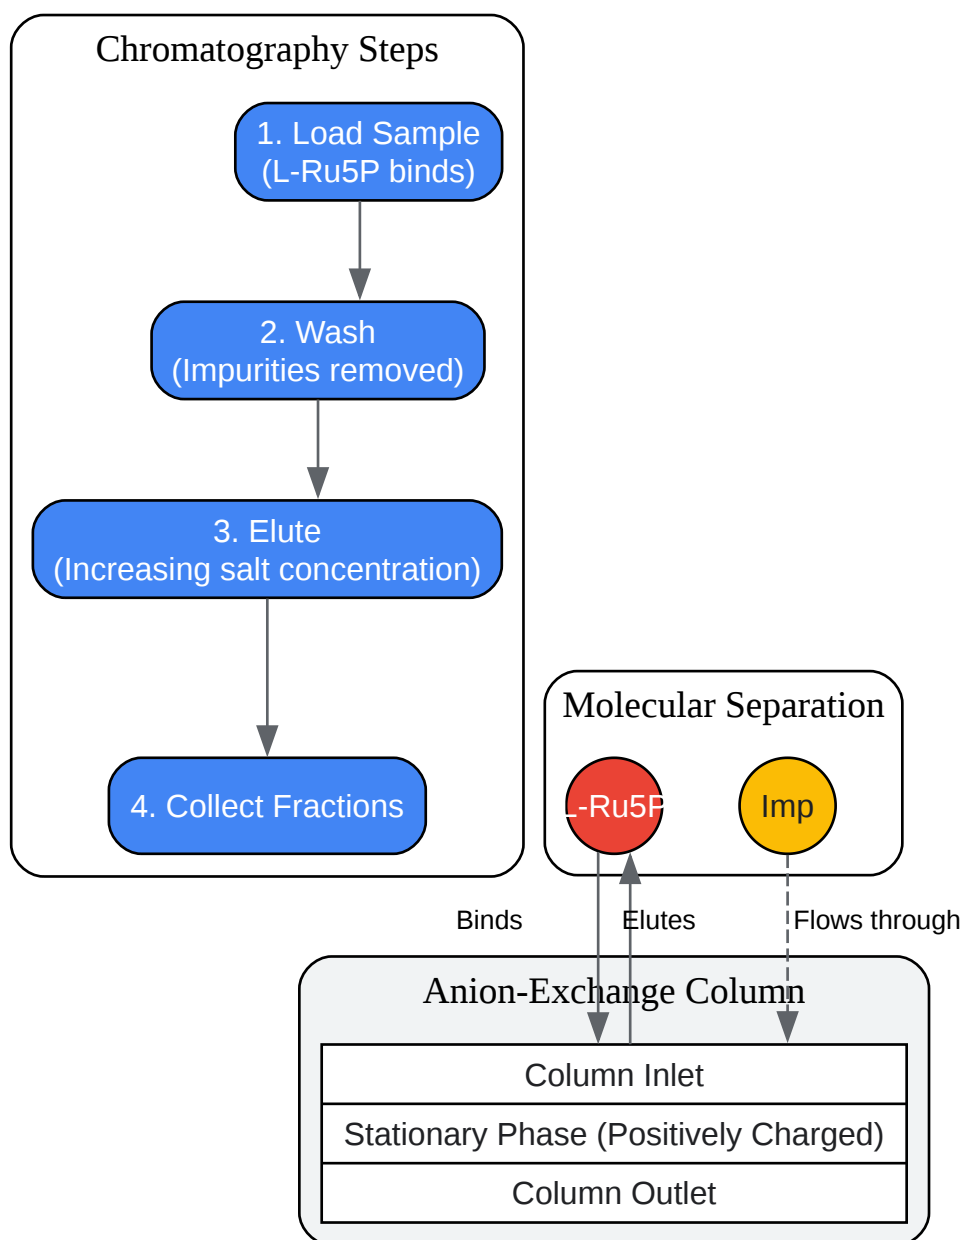 Chromatography Steps
1. Load Sample
(L-Ru5P binds)
2. Wash
(Impurities removed)
3. Elute
(Increasing salt concentration)
4. Collect Fractions
Molecular Separation
L-Ru5P
Imp
Binds
Elutes
Flows through
Anion-Exchange Column
Column Inlet
Stationary Phase (Positively Charged)
Column Outlet